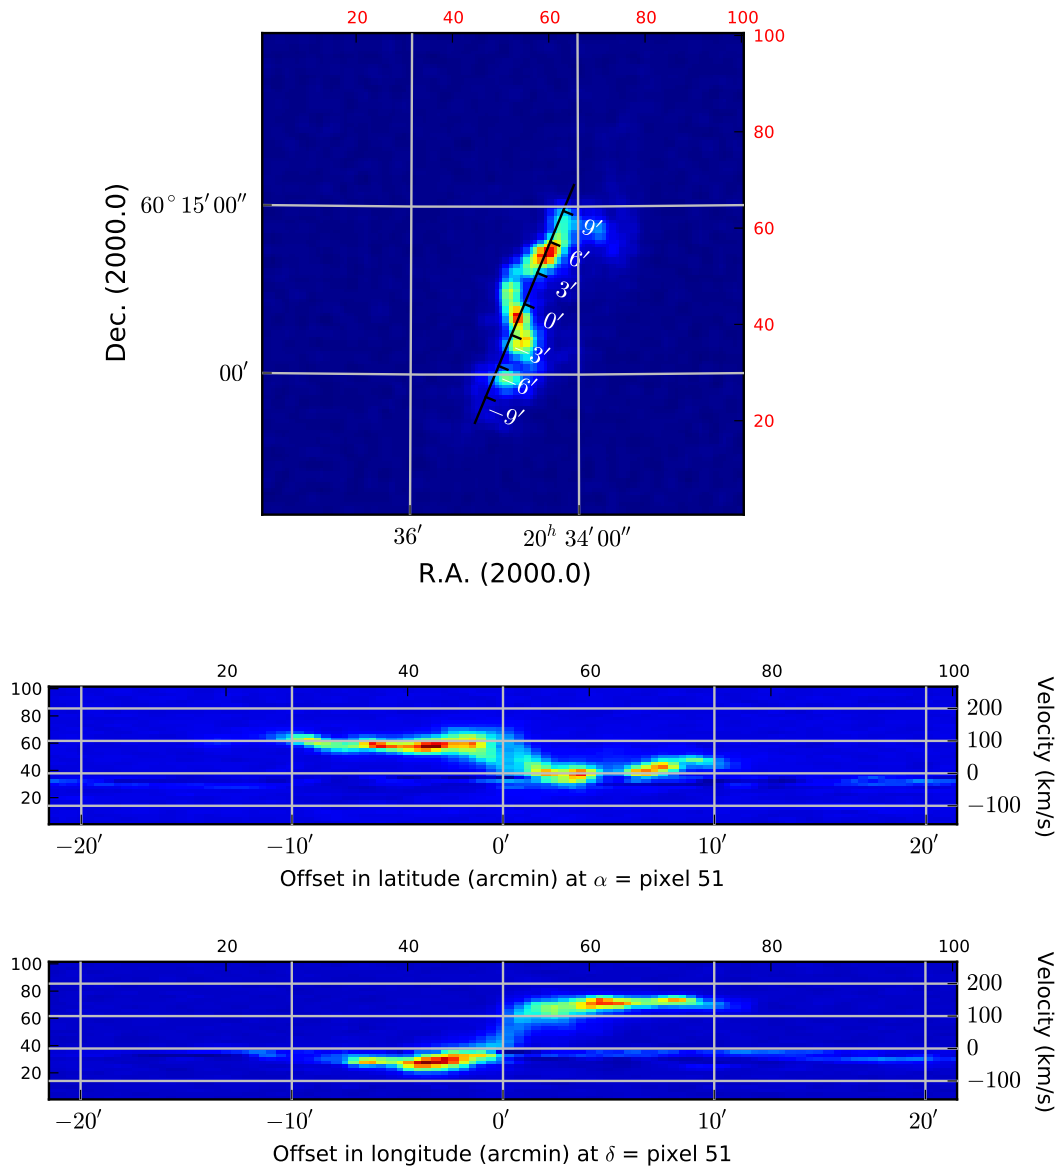 20 40 60 80 100
100
80
60
40
20
Dec. (2000.0)
60° 15′ 00″
00′
9′
6′
3′
0′
−3′
−6′
−9′
36′ 20ʰ 34′ 00″
R.A. (2000.0)
20 40 60 80 100
100
80
60
40
20
200
100
0
−100
Velocity (km/s)
−20′ −10′ 0′ 10′ 20′
Offset in latitude (arcmin) at α = pixel 51
20 40 60 80 100
100
80
60
40
20
200
100
0
−100
Velocity (km/s)
−20′ −10′ 0′ 10′ 20′
Offset in longitude (arcmin) at δ = pixel 51